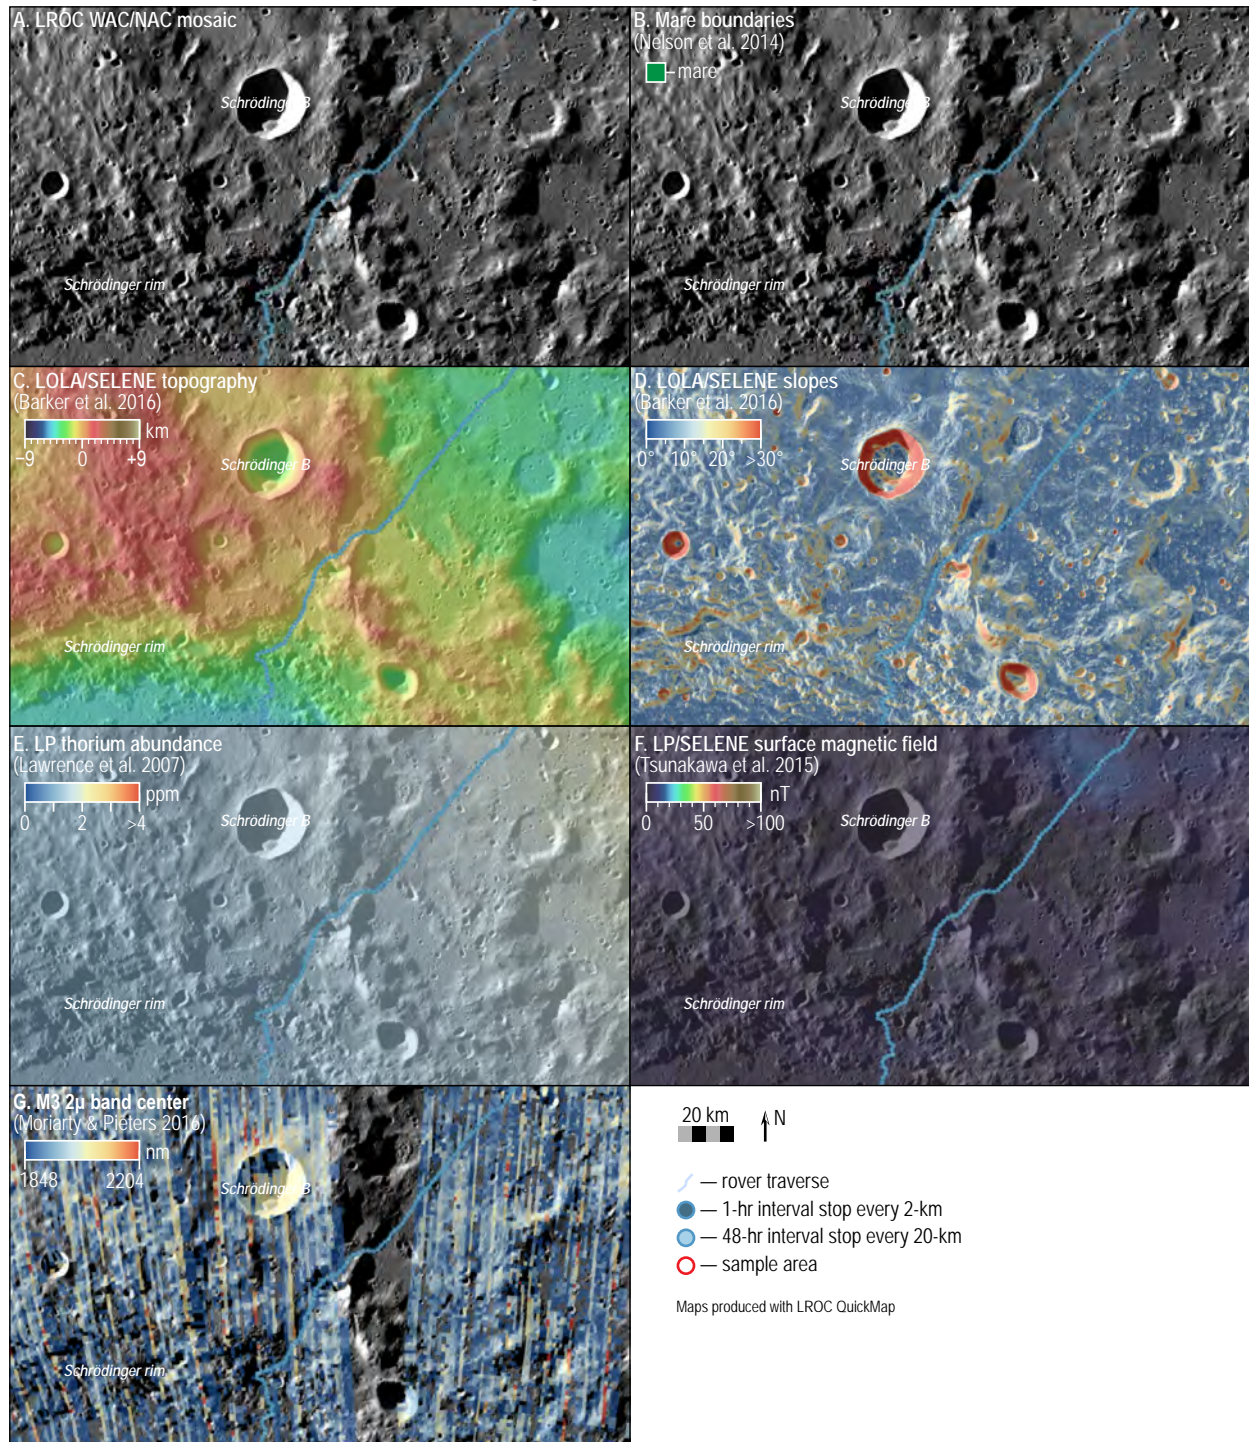 A. LROC WAC/NAC mosaic
Schrödinger B
Schrödinger rim
B. Mare boundaries
(Nelson et al. 2014)
mare
Schrödinger B
Schrödinger rim
C. LOLA/SELENE topography
(Barker et al. 2016)
km
−9 0 +9
Schrödinger B
Schrödinger rim
D. LOLA/SELENE slopes
(Barker et al. 2016)
0° 10° 20° >30°
Schrödinger B
Schrödinger rim
E. LP thorium abundance
(Lawrence et al. 2007)
ppm
0 2 >4
Schrödinger B
Schrödinger rim
F. LP/SELENE surface magnetic field
(Tsunakawa et al. 2015)
nT
0 50 >100
Schrödinger B
Schrödinger rim
G. M3 2μ band center
(Moriarty & Pieters 2016)
nm
1848 2204
Schrödinger B
Schrödinger rim
20 km N
— rover traverse
— 1-hr interval stop every 2-km
— 48-hr interval stop every 20-km
— sample area
Maps produced with LROC QuickMap